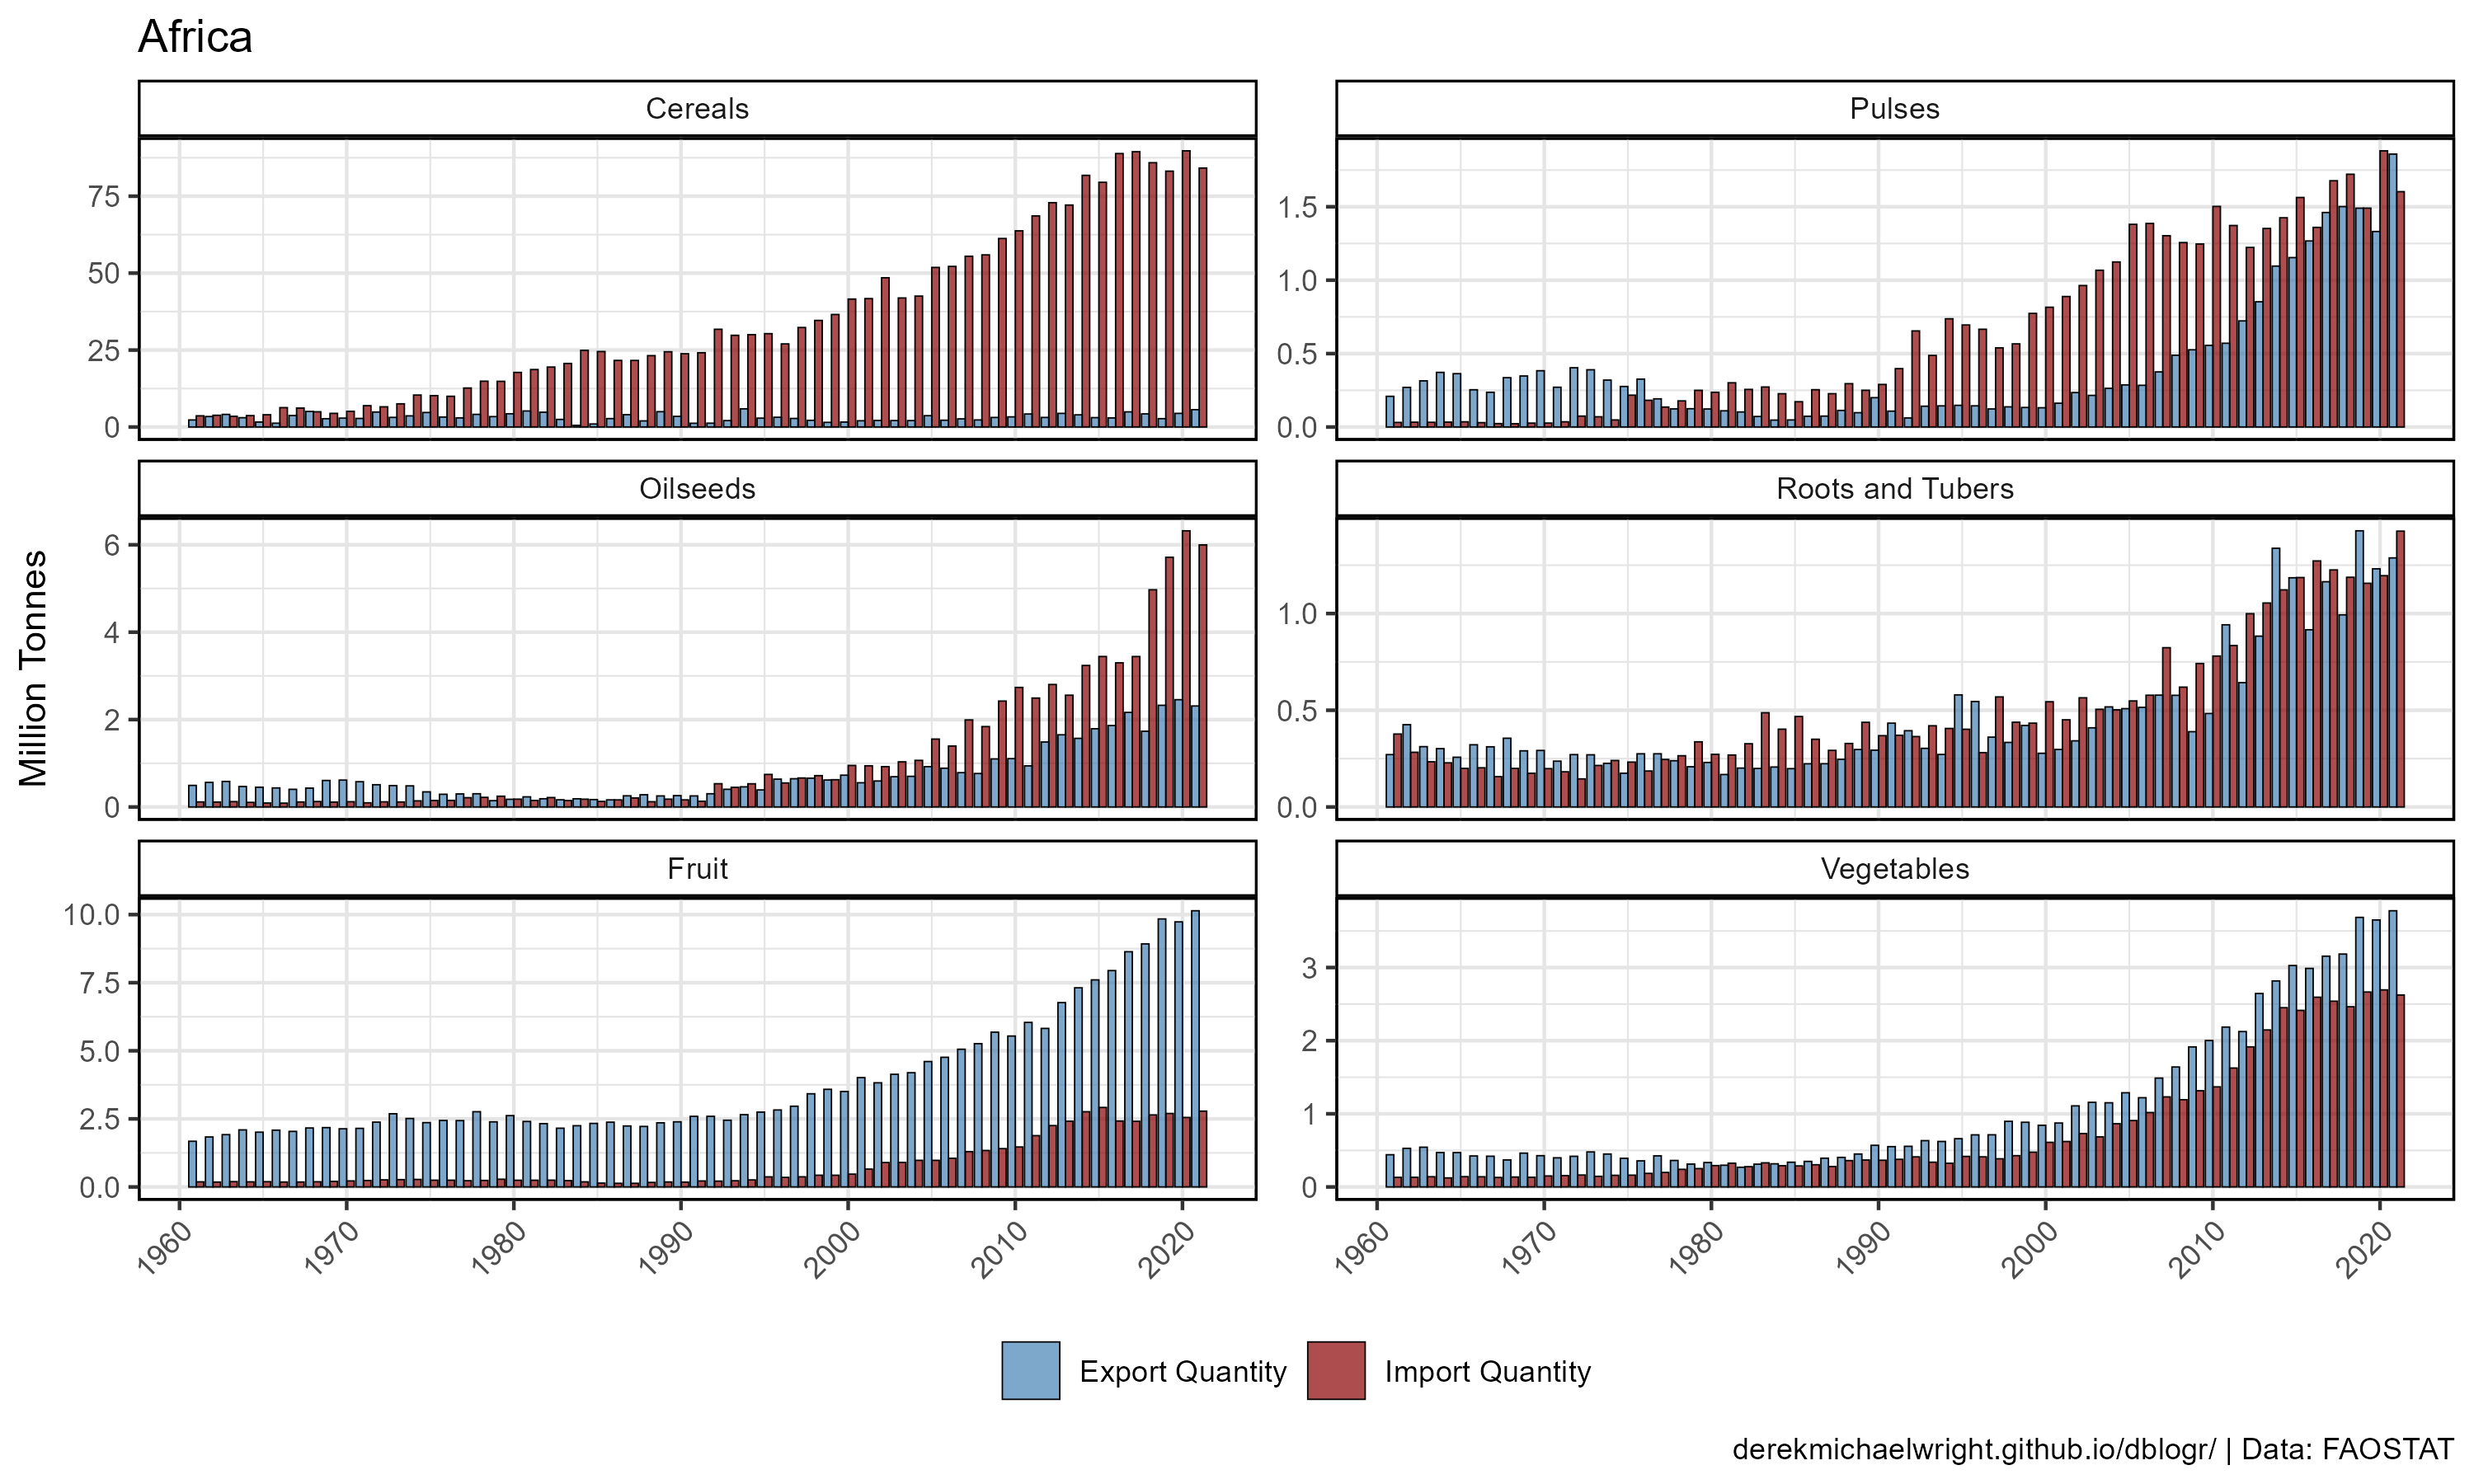 Africa
Cereals
Pulses
75
50
25
0
1.5
1.0
0.5
0.0
Oilseeds
Roots and Tubers
Million Tonnes
6
4
2
0
1.0
0.5
0.0
Fruit
Vegetables
10.0
7.5
5.0
2.5
0.0
3
2
1
0
1960 1970 1980 1990 2000 2010 2020
1960 1970 1980 1990 2000 2010 2020
Export Quantity Import Quantity
derekmichaelwright.github.io/dblogr/ | Data: FAOSTAT